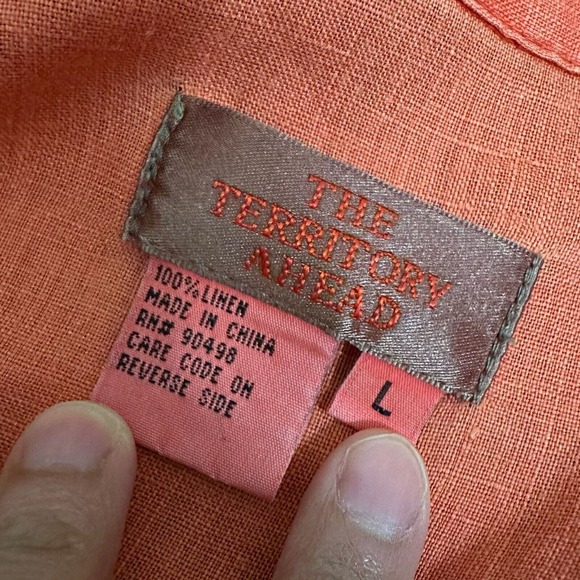 THE
TERRITORY
AHEAD
100% LINEN
MADE IN CHINA
RN# 90498
CARE CODE ON
REVERSE SIDE
L